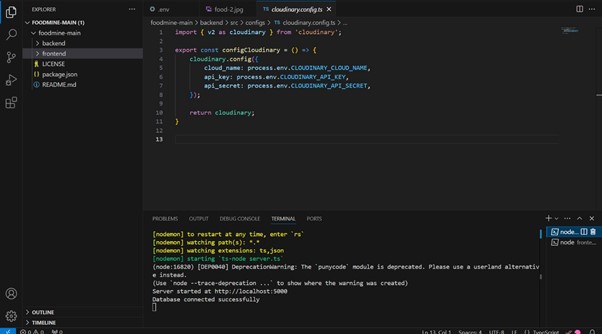 EXPLORER
FOODMINE-MAIN (1)
foodmine-main
backend
frontend
LICENSE
package.json
README.md
OUTLINE
TIMELINE
.env
food-2.jpg
cloudinary.config.ts
foodmine-main > backend > src > configs > cloudinary.config.ts > ...
1 import { v2 as cloudinary } from 'cloudinary';
2
3 export const configCloudinary = () => {
4 cloudinary.config({
5 cloud_name: process.env.CLOUDINARY_CLOUD_NAME,
6 api_key: process.env.CLOUDINARY_API_KEY,
7 api_secret: process.env.CLOUDINARY_API_SECRET,
8 });
9
10 return cloudinary;
11 }
12
13
PROBLEMS OUTPUT DEBUG CONSOLE TERMINAL PORTS
[nodemon] to restart at any time, enter `rs`
[nodemon] watching path(s): *.*
[nodemon] watching extensions: ts,json
[nodemon] starting `ts-node server.ts`
(node:16820) [DEP0040] DeprecationWarning: The `punycode` module is deprecated. Please use a userland alternativ
e instead.
(Use `node --trace-deprecation ...` to show where the warning was created)
Server started at http://localhost:5000
Database connected successfully
node...
node fronte...
Ln 13, Col 1 Spaces: 4 UTF-8 LF TypeScript